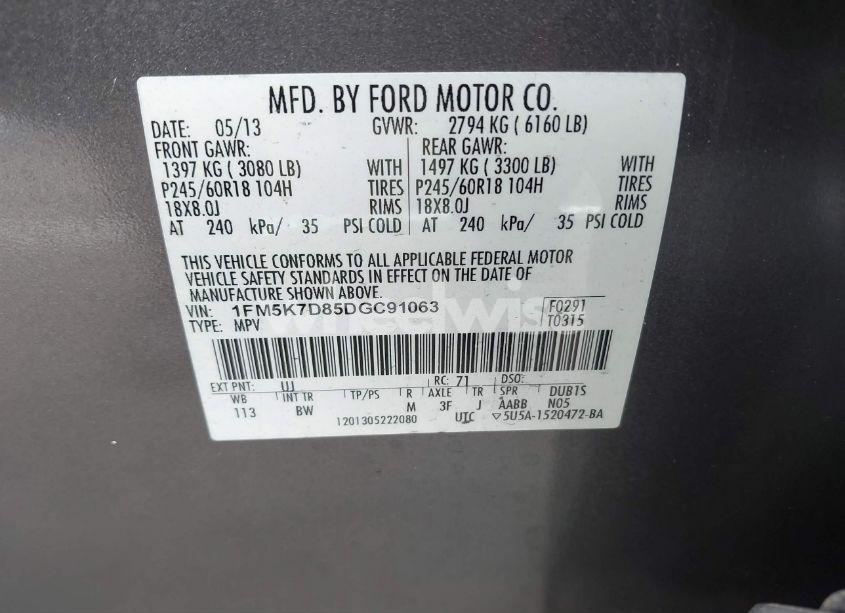 MFD. BY FORD MOTOR CO.
DATE: 05/13 GVWR: 2794 KG ( 6160 LB)
FRONT GAWR: REAR GAWR:
1397 KG ( 3080 LB) WITH 1497 KG ( 3300 LB) WITH
P245/60R18 104H TIRES P245/60R18 104H TIRES
18X8.0J RIMS 18X8.0J RIMS
AT 240 kPa/ 35 PSI COLD AT 240 kPa/ 35 PSI COLD
THIS VEHICLE CONFORMS TO ALL APPLICABLE FEDERAL MOTOR
VEHICLE SAFETY STANDARDS IN EFFECT ON THE DATE OF
MANUFACTURE SHOWN ABOVE.
VIN: 1FM5K7D85DGC91063 F0291
TYPE: MPV T0315
EXT PNT: UJ RC: 71 DSO:
WB INT TR TP/PS R AXLE TR SPR DUB1S
113 BW M 3F J AABB N05
1201305222080 UTC ▽5U5A-1520472-BA
wheelwise